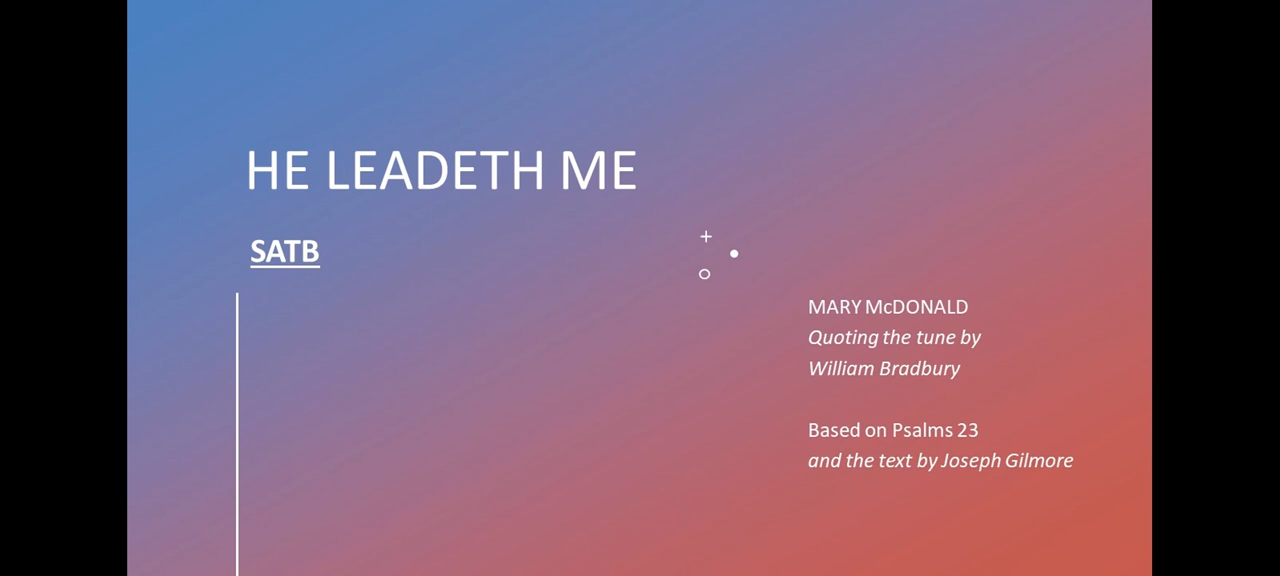 HE LEADETH ME
SATB
MARY McDONALD
Quoting the tune by
William Bradbury
Based on Psalms 23
and the text by Joseph Gilmore